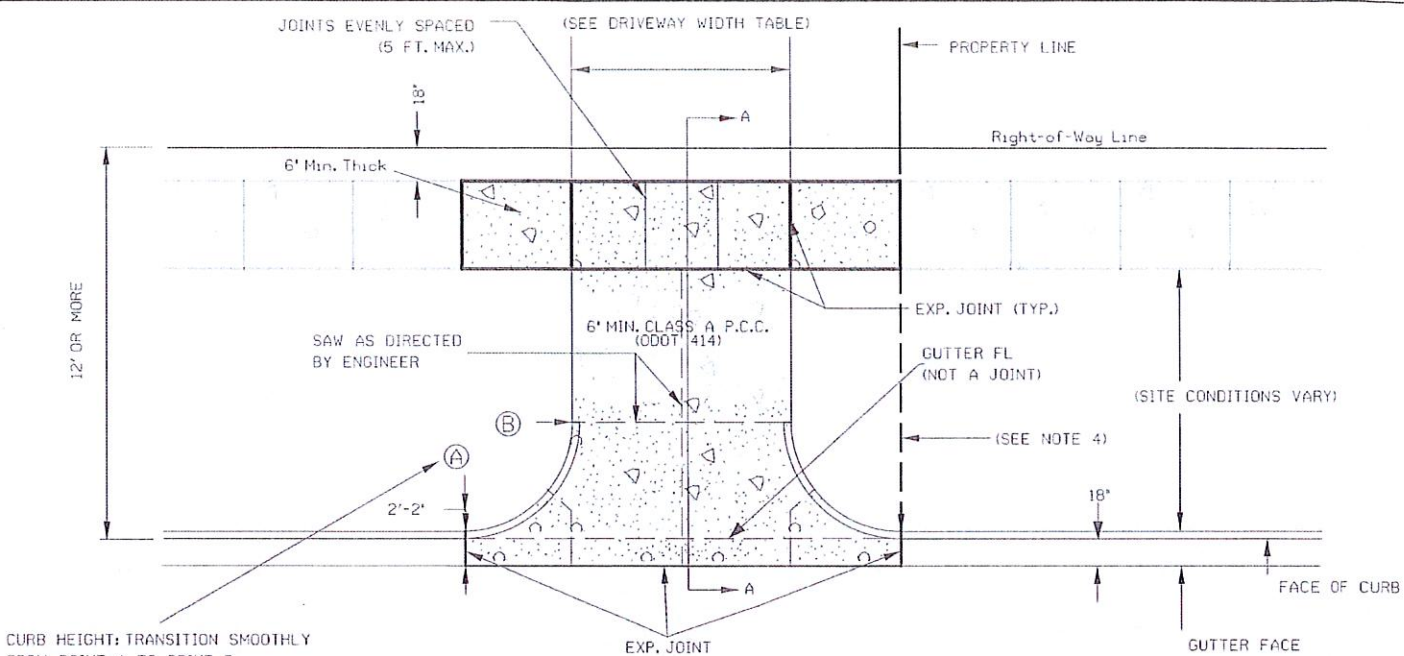 JOINTS EVENLY SPACED
(5 FT. MAX.)
(SEE DRIVEWAY WIDTH TABLE)
PROPERTY LINE
18"
A
Right-of-Way Line
6" Min. Thick
12' OR MORE
EXP. JOINT (TYP.)
SAW AS DIRECTED
BY ENGINEER
6" MIN. CLASS A P.C.C.
(ODOT 414)
GUTTER FL
(NOT A JOINT)
(SITE CONDITIONS VARY)
B
(SEE NOTE 4)
A
2'-2"
18"
A
FACE OF CURB
CURB HEIGHT: TRANSITION SMOOTHLY
EXP. JOINT
GUTTER FACE